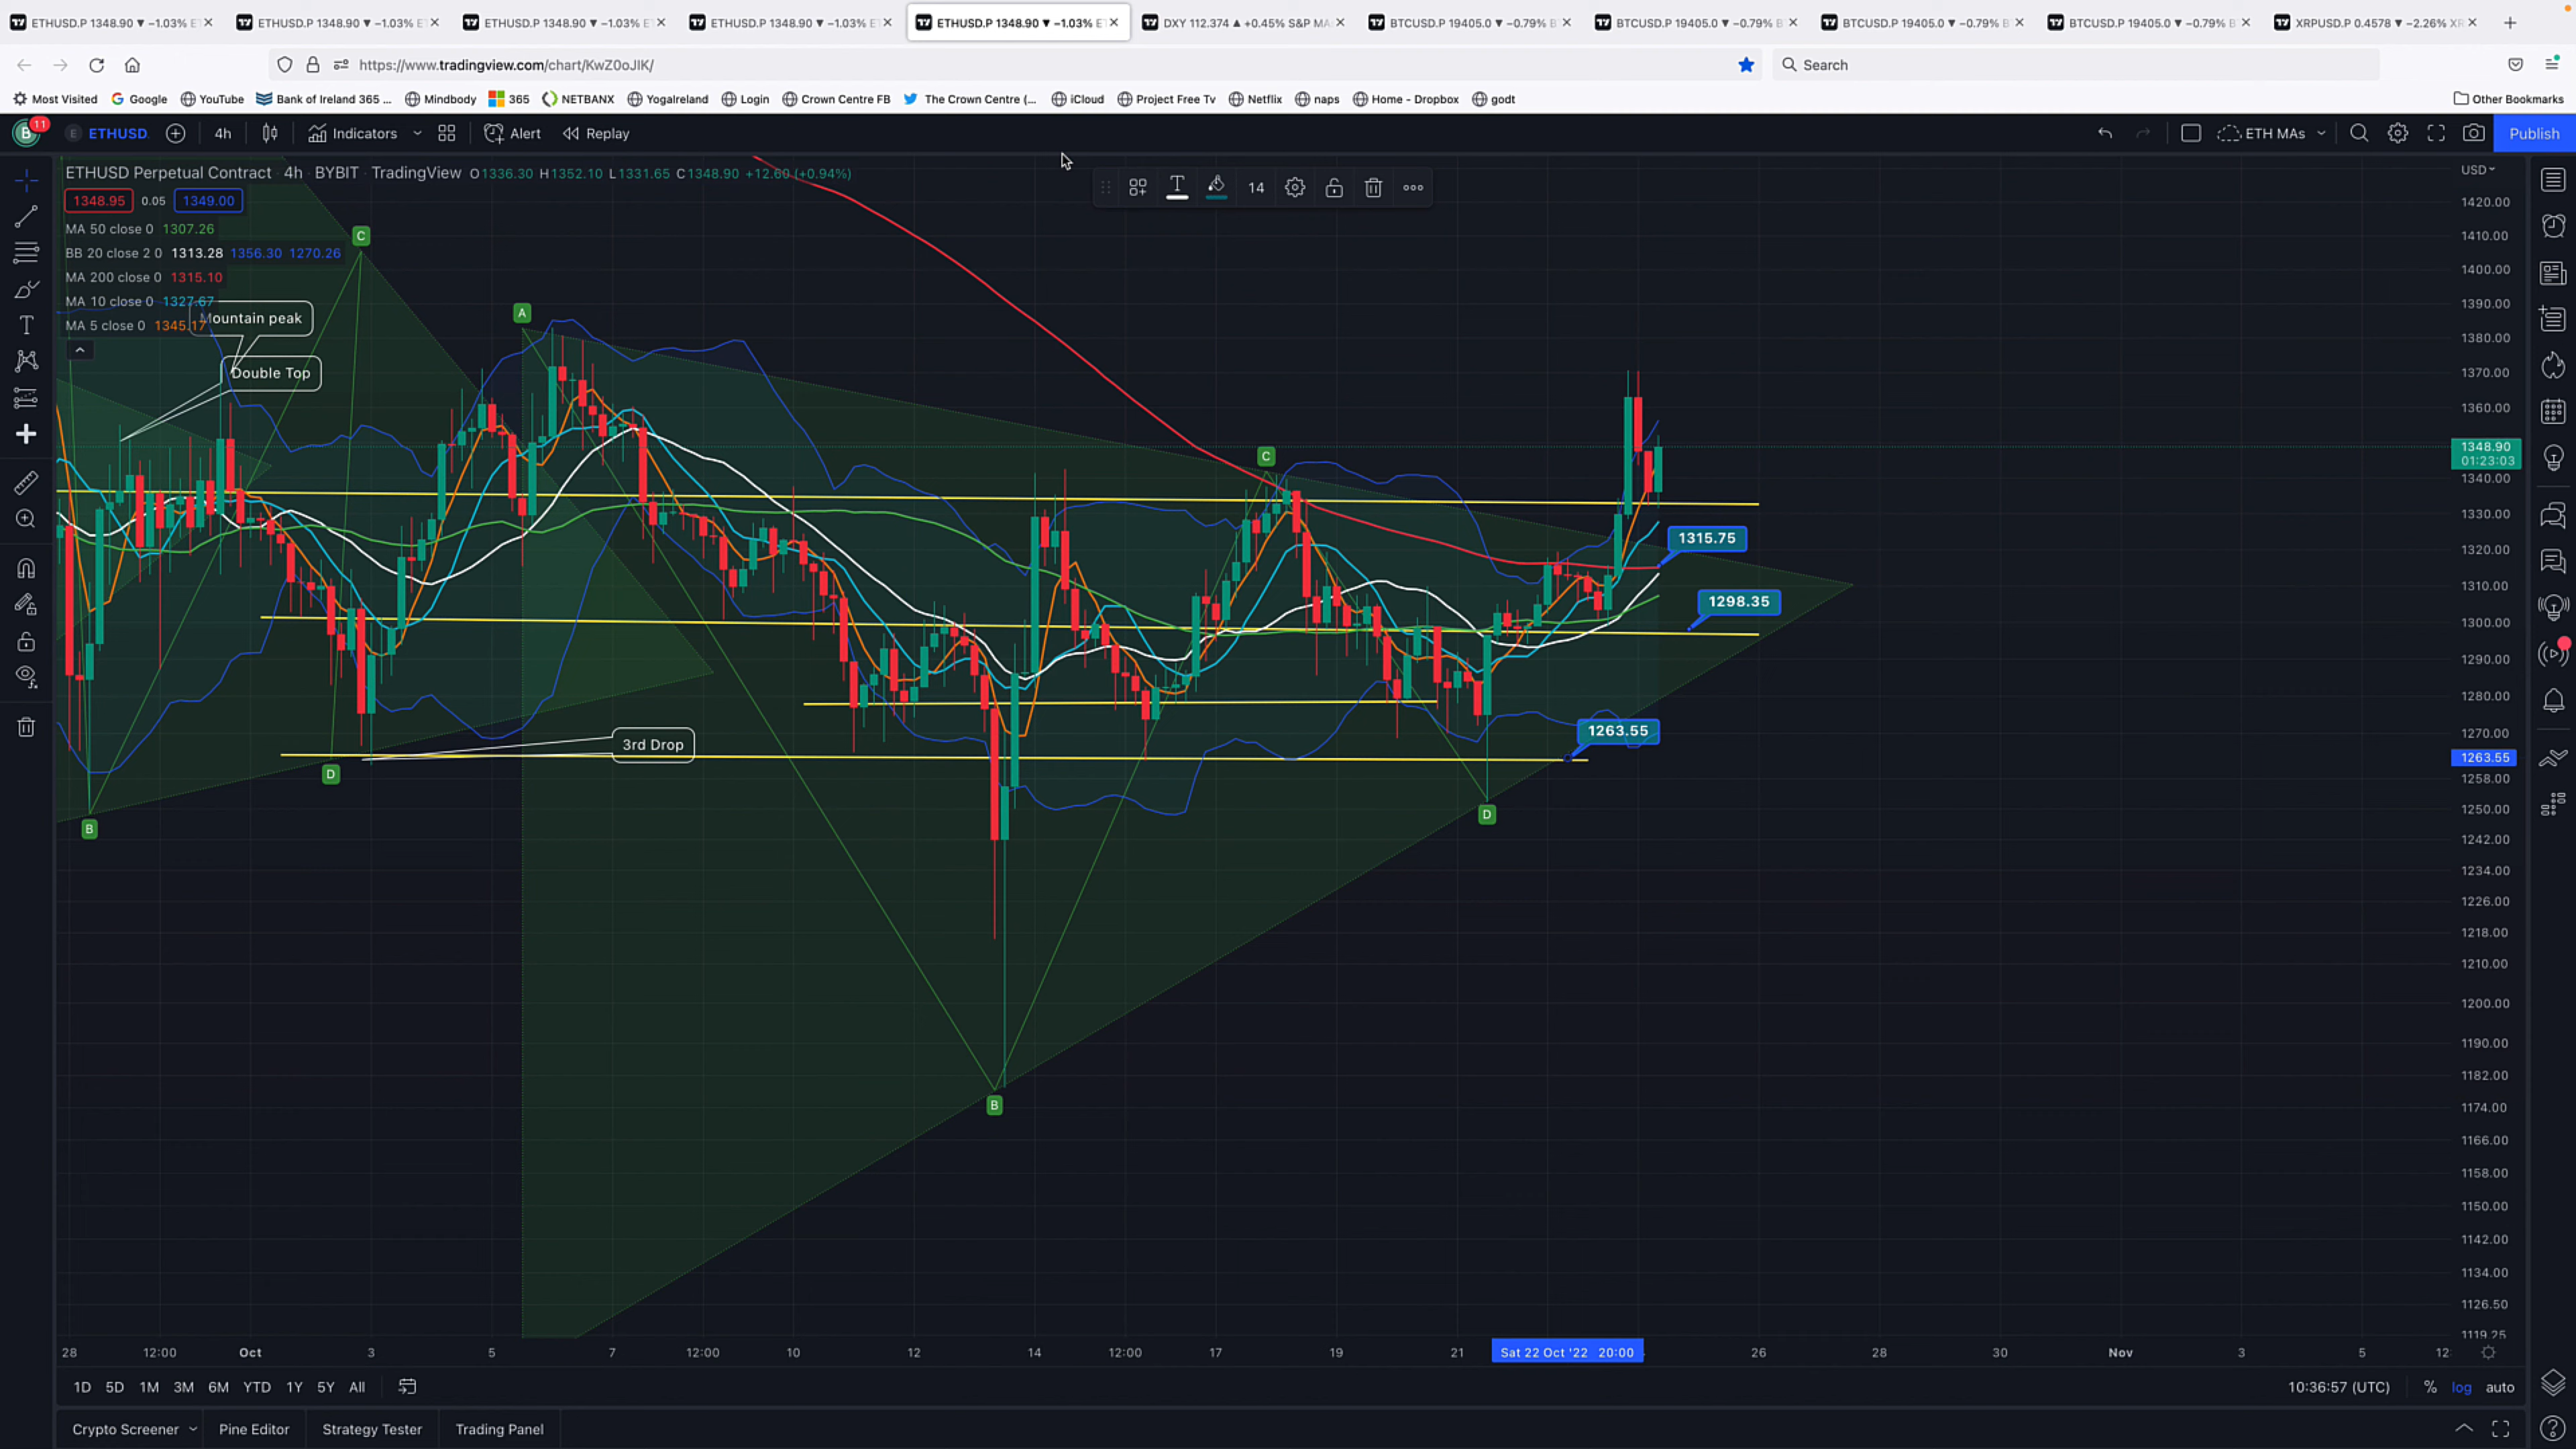 ETHUSD.P 1348.90 ▼ −1.03% E
ETHUSD.P 1348.90 ▼ −1.03% E
ETHUSD.P 1348.90 ▼ −1.03% E
ETHUSD.P 1348.90 ▼ −1.03% E
ETHUSD.P 1348.90 ▼ −1.03% E
DXY 112.374 ▲ +0.45% S&P MA
BTCUSD.P 19405.0 ▼ −0.79% B
BTCUSD.P 19405.0 ▼ −0.79% B
BTCUSD.P 19405.0 ▼ −0.79% B
BTCUSD.P 19405.0 ▼ −0.79% B
XRPUSD.P 0.4578 ▼ −2.26% XR
https://www.tradingview.com/chart/KwZ0oJIK/
Search
Most Visited Google YouTube Bank of Ireland 365 ... Mindbody 365 NETBANX YogaIreland Login Crown Centre FB The Crown Centre (... iCloud Project Free Tv Netflix naps Home - Dropbox godt Other Bookmarks
B 11 E ETHUSD 4h Indicators Alert Replay ETH MAs Publish
ETHUSD Perpetual Contract · 4h · BYBIT · TradingView O1336.30 H1352.10 L1331.65 C1348.90 +12.60 (+0.94%)
14
1348.95 0.05 1349.00
MA 50 close 0 1307.26
BB 20 close 2 0 1313.28 1356.30 1270.26
MA 200 close 0 1315.10
MA 10 close 0 1327.67
MA 5 close 0 1345.17
Mountain peak
Double Top
3rd Drop
C
A
C
B
D
B
D
1315.75
1298.35
1263.55
USD
1420.00
1410.00
1400.00
1390.00
1380.00
1370.00
1360.00
1348.90
01:23:03
1340.00
1330.00
1320.00
1310.00
1300.00
1290.00
1280.00
1270.00
1263.55
1258.00
1250.00
1242.00
1234.00
1226.00
1218.00
1210.00
1200.00
1190.00
1182.00
1174.00
1166.00
1158.00
1150.00
1142.00
1134.00
1126.50
1119.25
28 12:00 Oct 3 5 7 12:00 10 12 14 12:00 17 19 21 Sat 22 Oct '22 20:00 26 28 30 Nov 3 5 12:
1D 5D 1M 3M 6M YTD 1Y 5Y All 10:36:57 (UTC) % log auto
Crypto Screener Pine Editor Strategy Tester Trading Panel